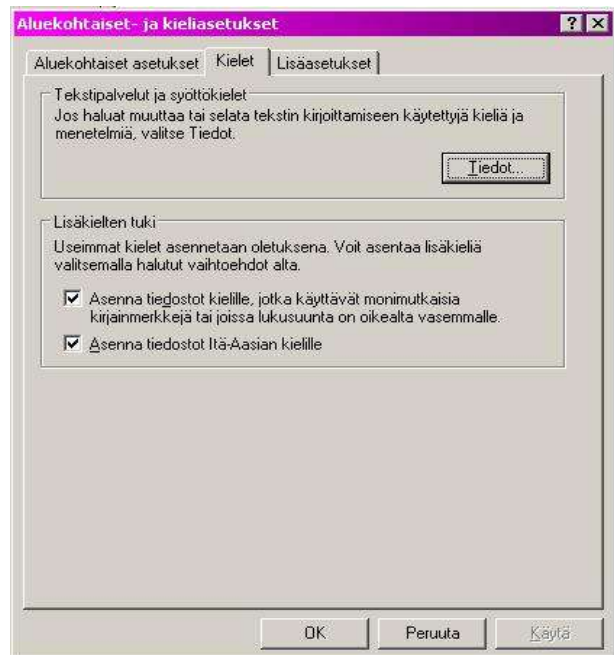 Aluekohtaiset- ja kieliasetukset
Aluekohtaiset asetukset Kielet Lisäasetukset
Tekstipalvelut ja syöttökielet
Jos haluat muuttaa tai selata tekstin kirjoittamiseen käytettyjä kieliä ja
menetelmiä, valitse Tiedot.
Tiedot...
Lisäkielten tuki
Useimmat kielet asennetaan oletuksena. Voit asentaa lisäkieliä
valitsemalla halutut vaihtoehdot alta.
Asenna tiedostot kielille, jotka käyttävät monimutkaisia
kirjainmerkkejä tai joissa lukusuunta on oikealta vasemmalle.
Asenna tiedostot Itä-Aasian kielille
OK Peruuta Käytä